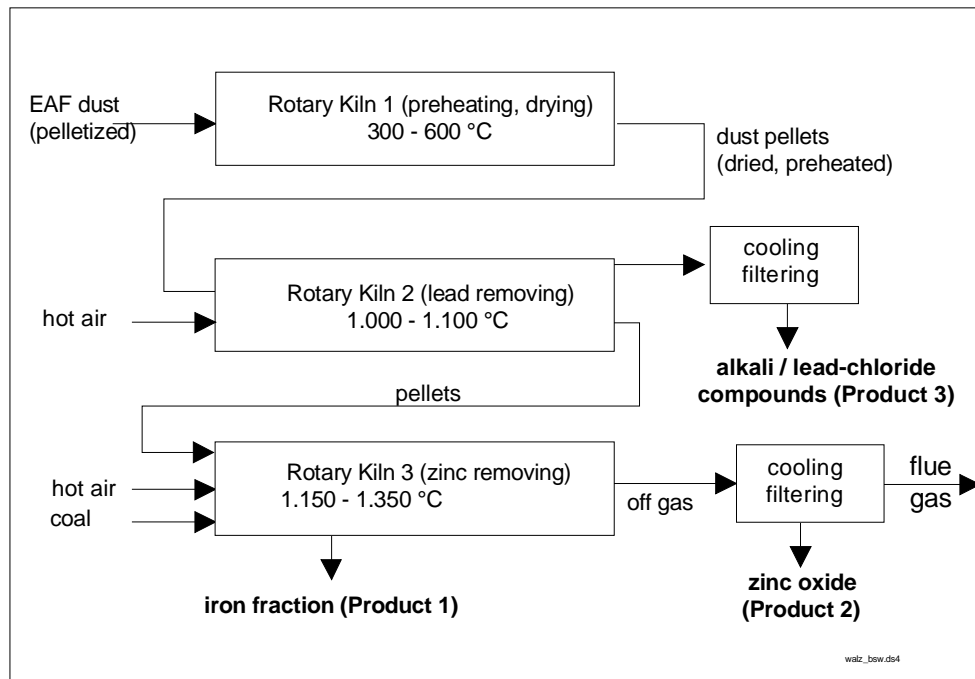 EAF dust
(pelletized)
Rotary Kiln 1 (preheating, drying)
300 - 600 °C
dust pellets
(dried, preheated)
hot air
Rotary Kiln 2 (lead removing)
1.000 - 1.100 °C
cooling
filtering
alkali / lead-chloride
compounds (Product 3)
pellets
hot air
coal
Rotary Kiln 3 (zinc removing)
1.150 - 1.350 °C
off gas
cooling
filtering
flue
gas
iron fraction (Product 1)
zinc oxide
(Product 2)
walz_bsw.ds4